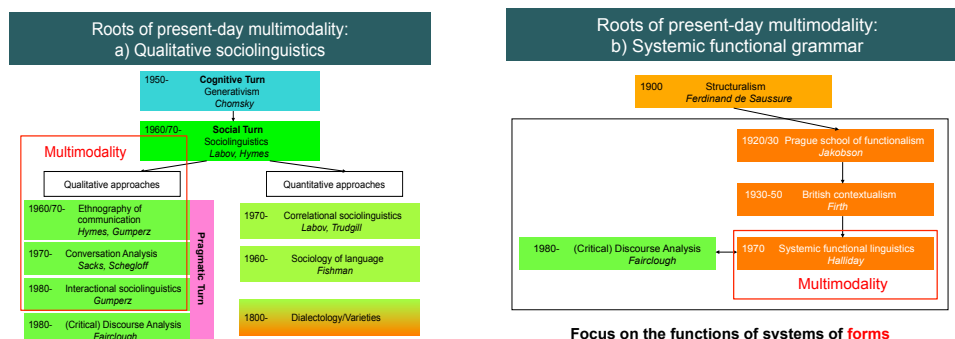 Roots of present-day multimodality:
a) Qualitative sociolinguistics
1950- Cognitive Turn
Generativism
Chomsky
1960/70- Social Turn
Sociolinguistics
Labov, Hymes
Multimodality
Qualitative approaches
Quantitative approaches
1960/70- Ethnography of
communication
Hymes, Gumperz
1970- Conversation Analysis
Sacks, Schegloff
1980- Interactional sociolinguistics
Gumperz
1980- (Critical) Discourse Analysis
Fairclough
Pragmatic Turn
1970- Correlational sociolinguistics
Labov, Trudgill
1960- Sociology of language
Fishman
1800- Dialectology/Varieties
Roots of present-day multimodality:
b) Systemic functional grammar
1900 Structuralism
Ferdinand de Saussure
1920/30 Prague school of functionalism
Jakobson
1930-50 British contextualism
Firth
1980- (Critical) Discourse Analysis
Fairclough
1970 Systemic functional linguistics
Halliday
Multimodality
Focus on the functions of systems of forms